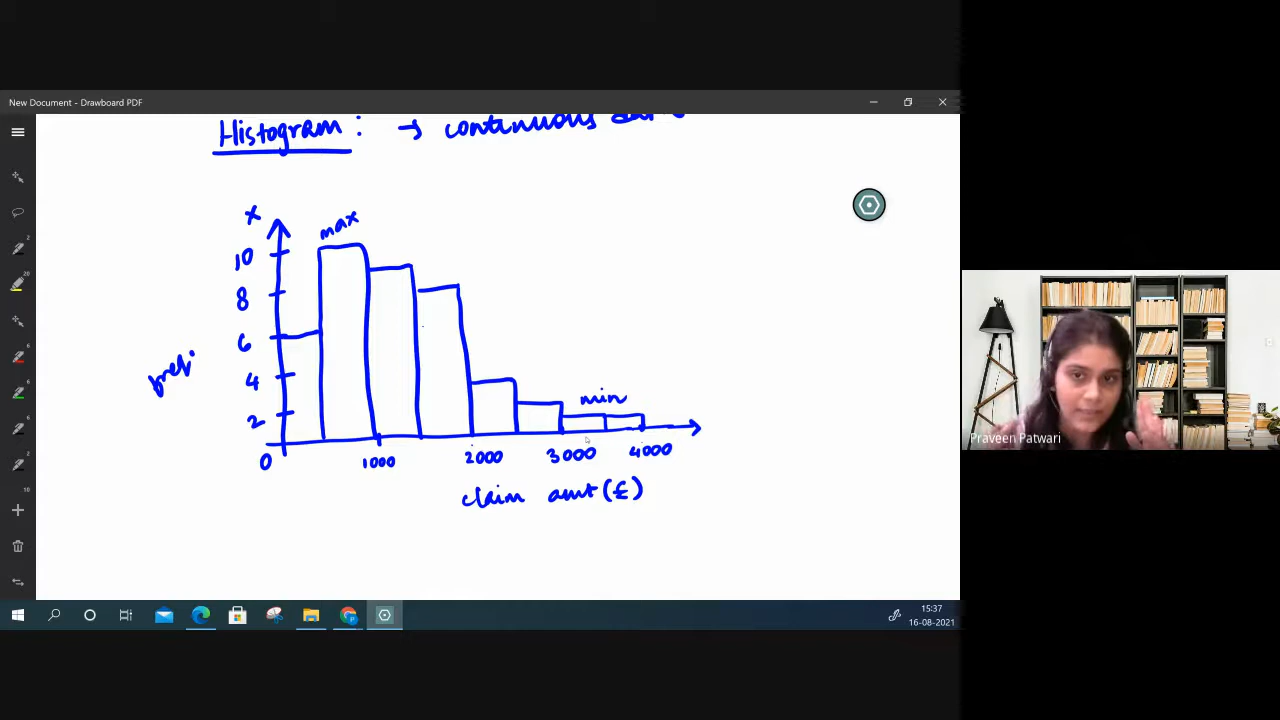 New Document - Drawboard PDF
Histogram : → continuous
x
max
10
8
6
4
2
min
0
1000
2000
3000
4000
claim amt (£)
Praveen Patwari
15:37
16-08-2021